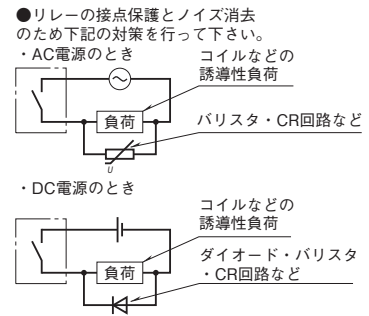 ●リレーの接点保護とノイズ消去
のため下記の対策を行って下さい。
・AC電源のとき
コイルなどの
誘導性負荷
負荷
バリスタ・CR回路など
U
・DC電源のとき
コイルなどの
誘導性負荷
負荷
ダイオード・バリスタ
・CR回路など